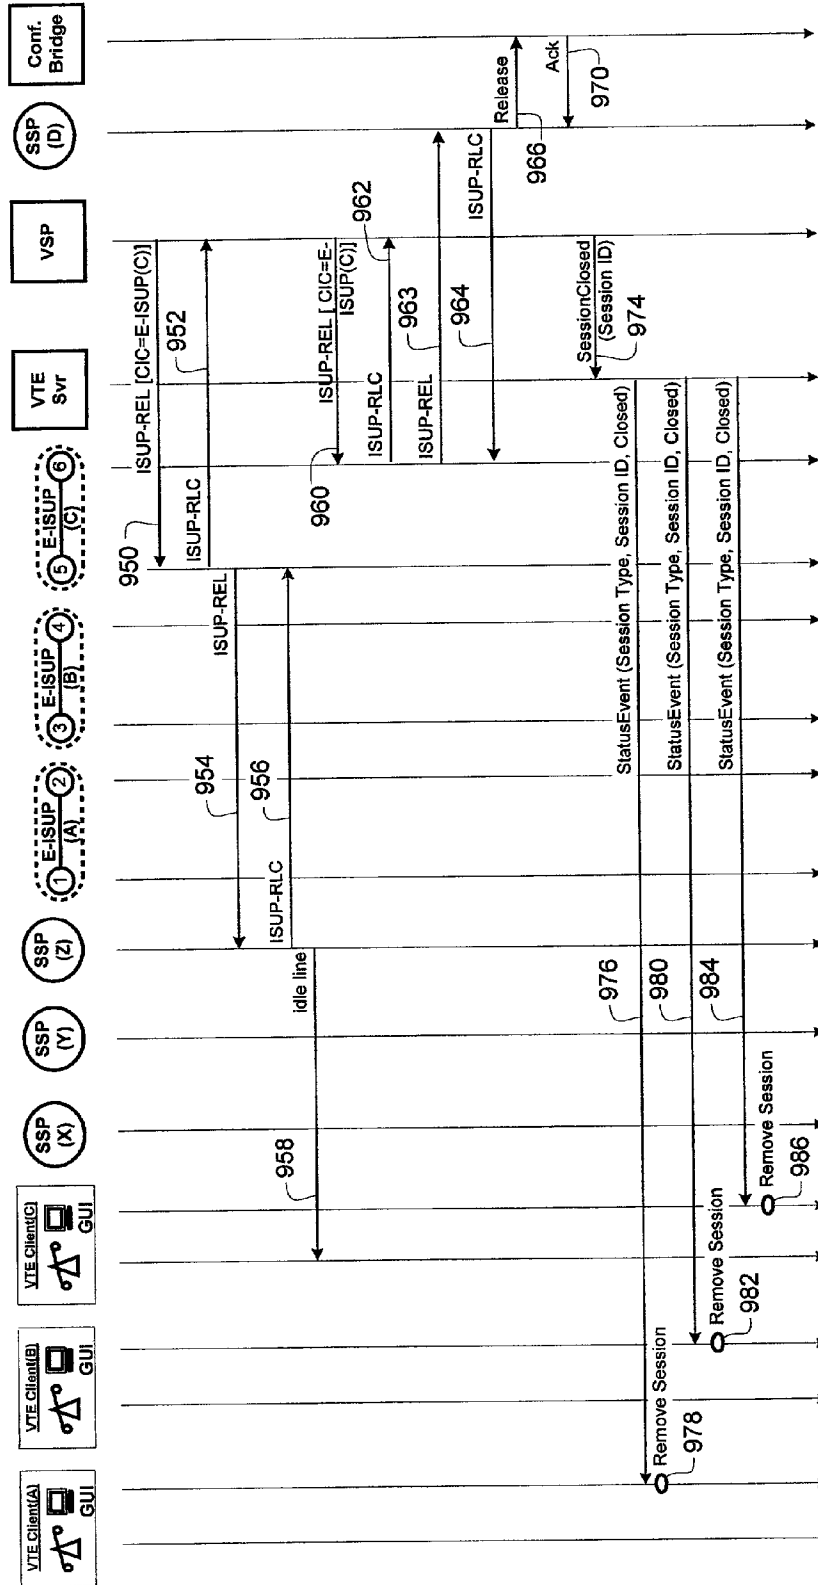 VTE Client(A)
GUI
VTE Client(B)
GUI
VTE Client(C)
GUI
SSP
(X)
SSP
(Y)
SSP
(Z)
1
E-ISUP
(A)
2
3
E-ISUP
(B)
4
5
E-ISUP
(C)
6
VTE
Svr
VSP
SSP
(D)
Conf.
Bridge
950
ISUP-REL [CIC=E-ISUP(C)]
ISUP-RLC
952
954
ISUP-REL
ISUP-RLC
956
idle line
958
960
ISUP-REL [ CIC=E-
ISUP(C)]
ISUP-RLC
962
ISUP-REL
963
964
ISUP-RLC
Release
966
Ack
970
SessionClosed
(Session ID)
974
976
StatusEvent (Session Type, Session ID, Closed)
Remove Session
978
980
StatusEvent (Session Type, Session ID, Closed)
Remove Session
982
984
StatusEvent (Session Type, Session ID, Closed)
Remove Session
986